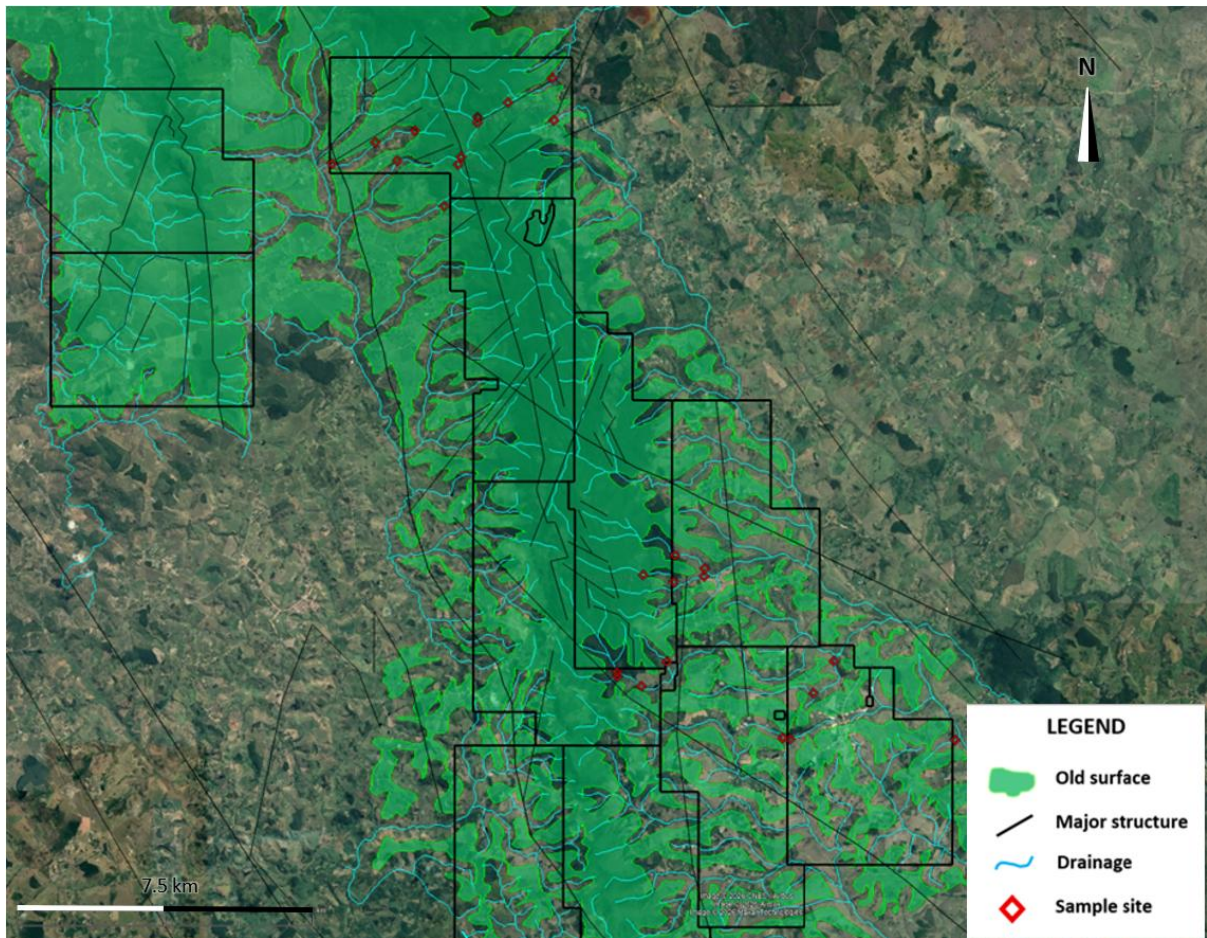 N
LEGEND
Old surface
Major structure
Drainage
Sample site
7.5 km